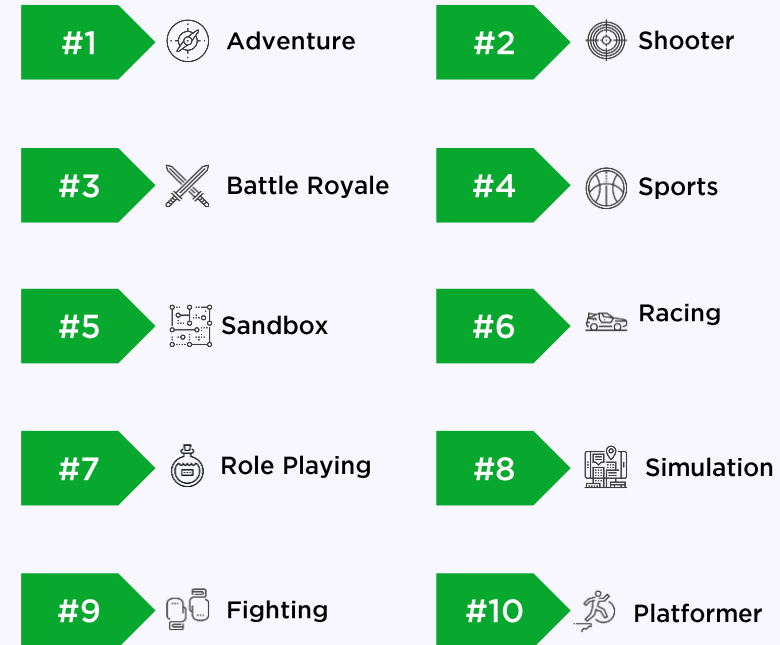 #1 Adventure
#2 Shooter
#3 Battle Royale
#4 Sports
#5 Sandbox
#6 Racing
#7 Role Playing
#8 Simulation
#9 Fighting
#10 Platformer